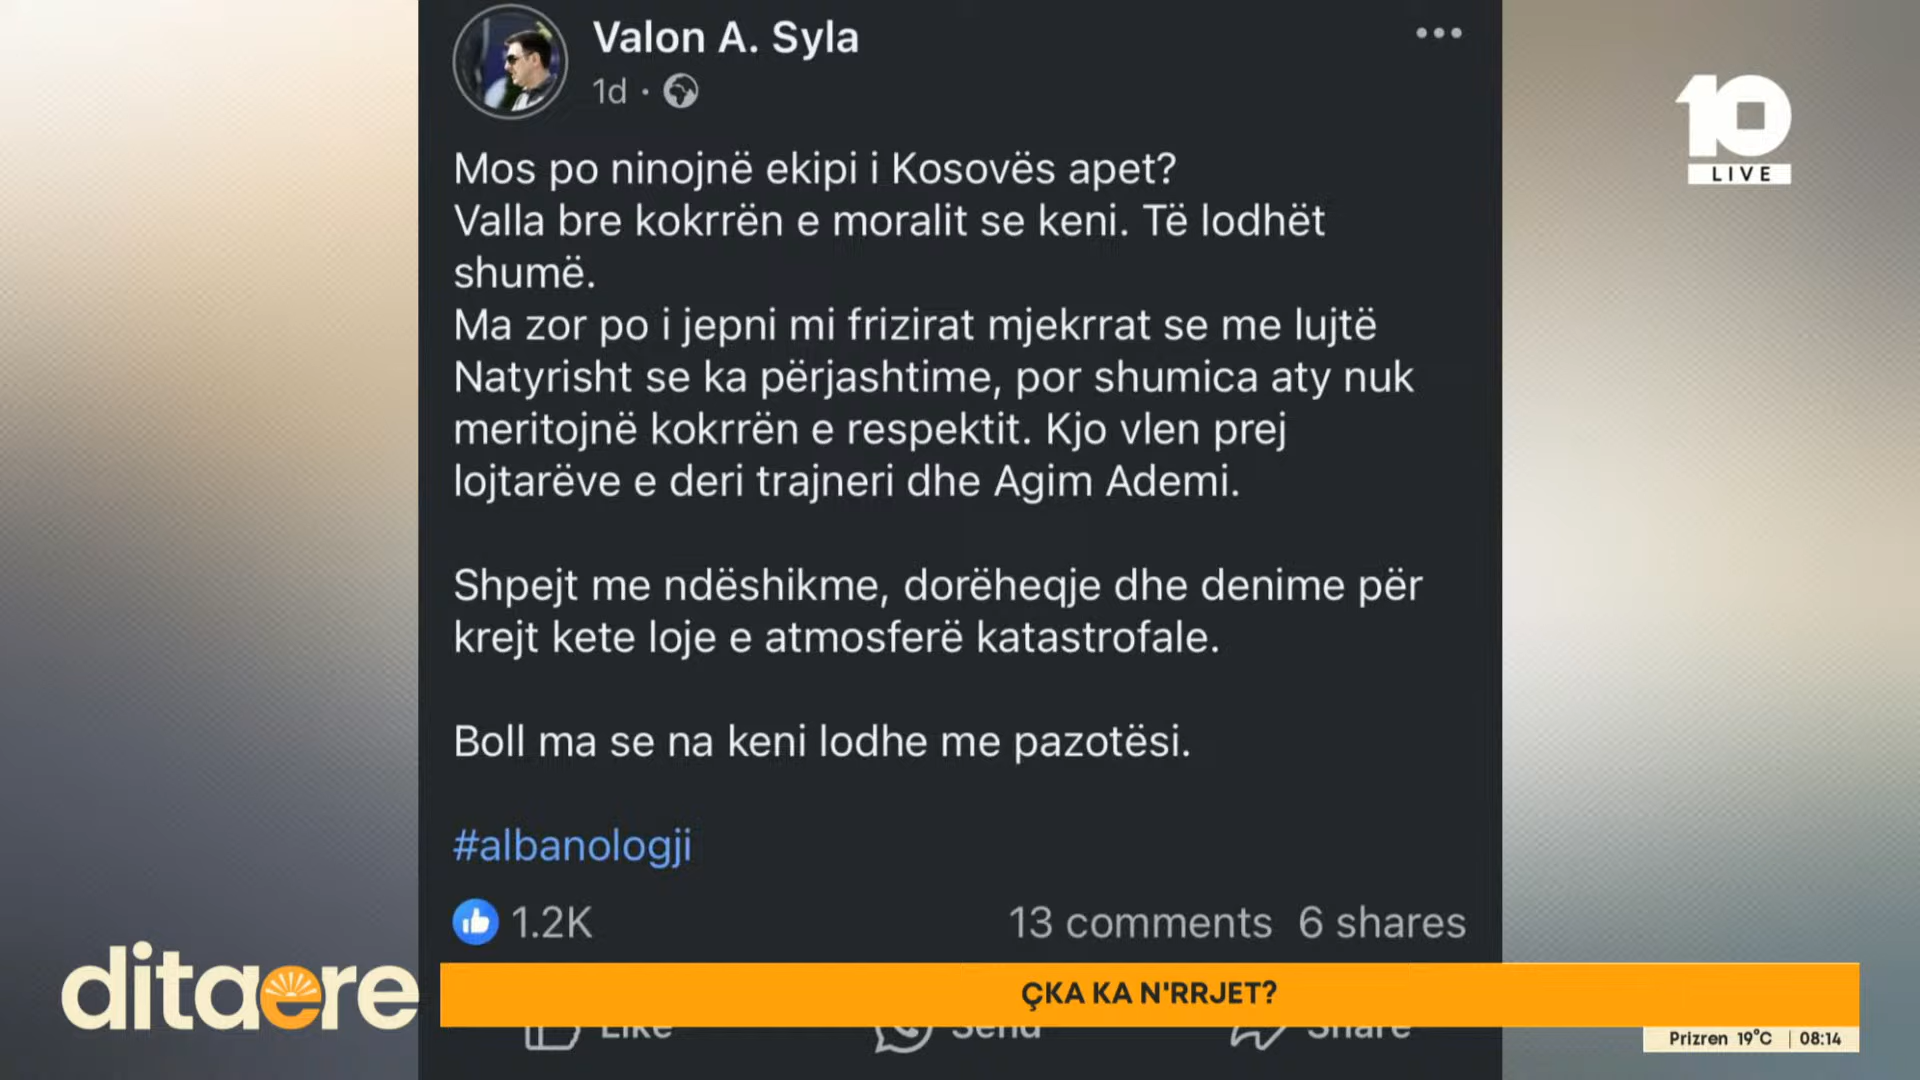 Valon A. Syla
1d
Mos po ninojnë ekipi i Kosovës apet?
Valla bre kokrrën e moralit se keni. Të lodhët
shumë.
Ma zor po i jepni mi frizirat mjekrrat se me lujtë
Natyrisht se ka përjashtime, por shumica aty nuk
meritojnë kokrrën e respektit. Kjo vlen prej
lojtarëve e deri trajneri dhe Agim Ademi.
Shpejt me ndëshikme, dorëheqje dhe denime për
krejt kete loje e atmosferë katastrofale.
Boll ma se na keni lodhe me pazotësi.
#albanologji
1.2K 13 comments 6 shares
Like Send Share
10
LIVE
ditaere
ÇKA KA N'RRJET?
Prizren 19°C 08:14